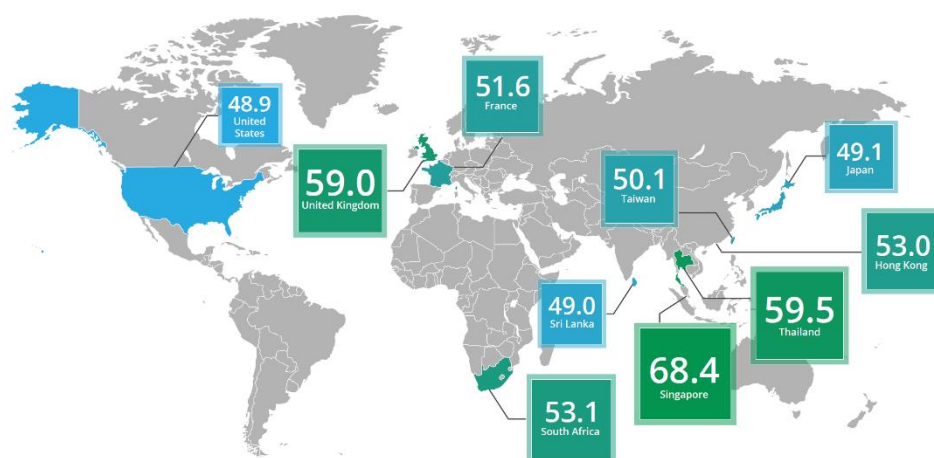 48.9
United
States
51.6
France
59.0
United Kingdom
50.1
Taiwan
49.1
Japan
53.0
Hong Kong
49.0
Sri Lanka
59.5
Thailand
68.4
Singapore
53.1
South Africa